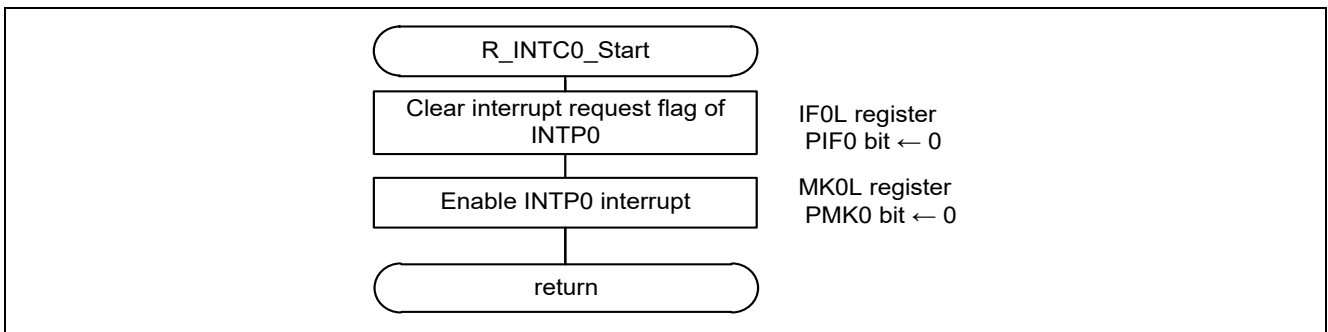 R_INTC0_Start
Clear interrupt request flag of
INTP0
IF0L register
PIF0 bit ← 0
Enable INTP0 interrupt
MK0L register
PMK0 bit ← 0
return